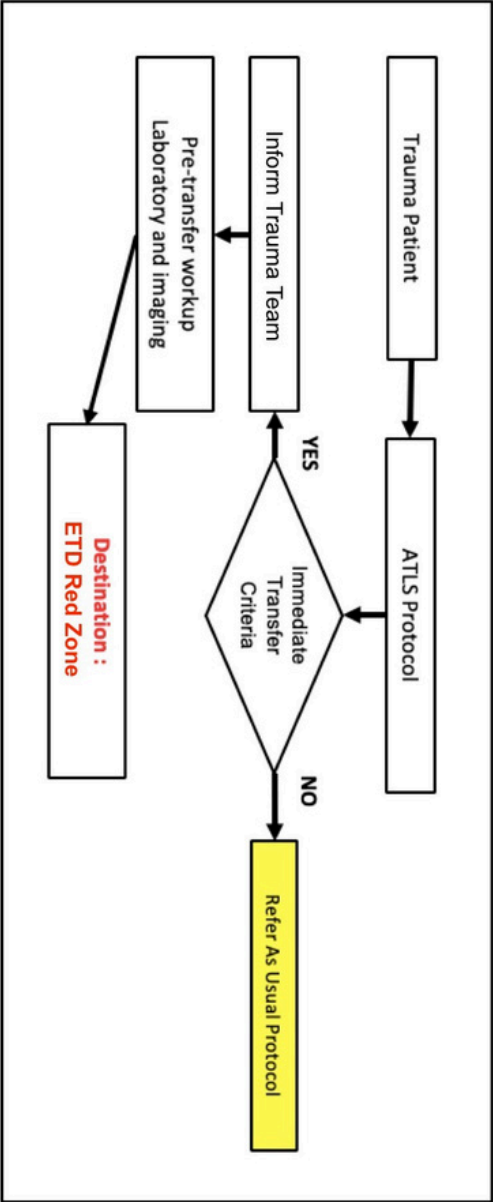 Trauma Patient
ATLS Protocol
Immediate
Transfer
Criteria
YES
NO
Inform Trauma Team
Refer As Usual Protocol
Pre-transfer workup
Laboratory and imaging
Destination :
ETD Red Zone